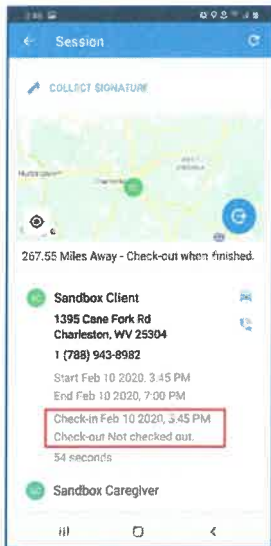 Session
COLLECT SIGNATURE
267.55 Miles Away - Check-out when finished.
SC
Sandbox Client
1395 Cane Fork Rd
Charleston, WV 25304
1 (788) 943-8982
Start Feb 10 2020, 3:45 PM
End Feb 10 2020, 7:00 PM
Check-in Feb 10 2020, 3:45 PM
Check-out Not checked out.
54 seconds
SC
Sandbox Caregiver